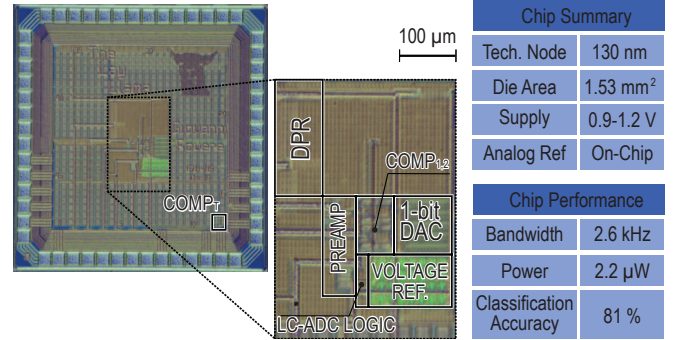 100 µm
DPR
COMP1,2
COMPT
PREAMP
1-bit
DAC
VOLTAGE
REF.
LC-ADC LOGIC
Chip Summary
Tech. Node 130 nm
Die Area 1.53 mm²
Supply 0.9-1.2 V
Analog Ref On-Chip
Chip Performance
Bandwidth 2.6 kHz
Power 2.2 µW
Classification
Accuracy 81 %